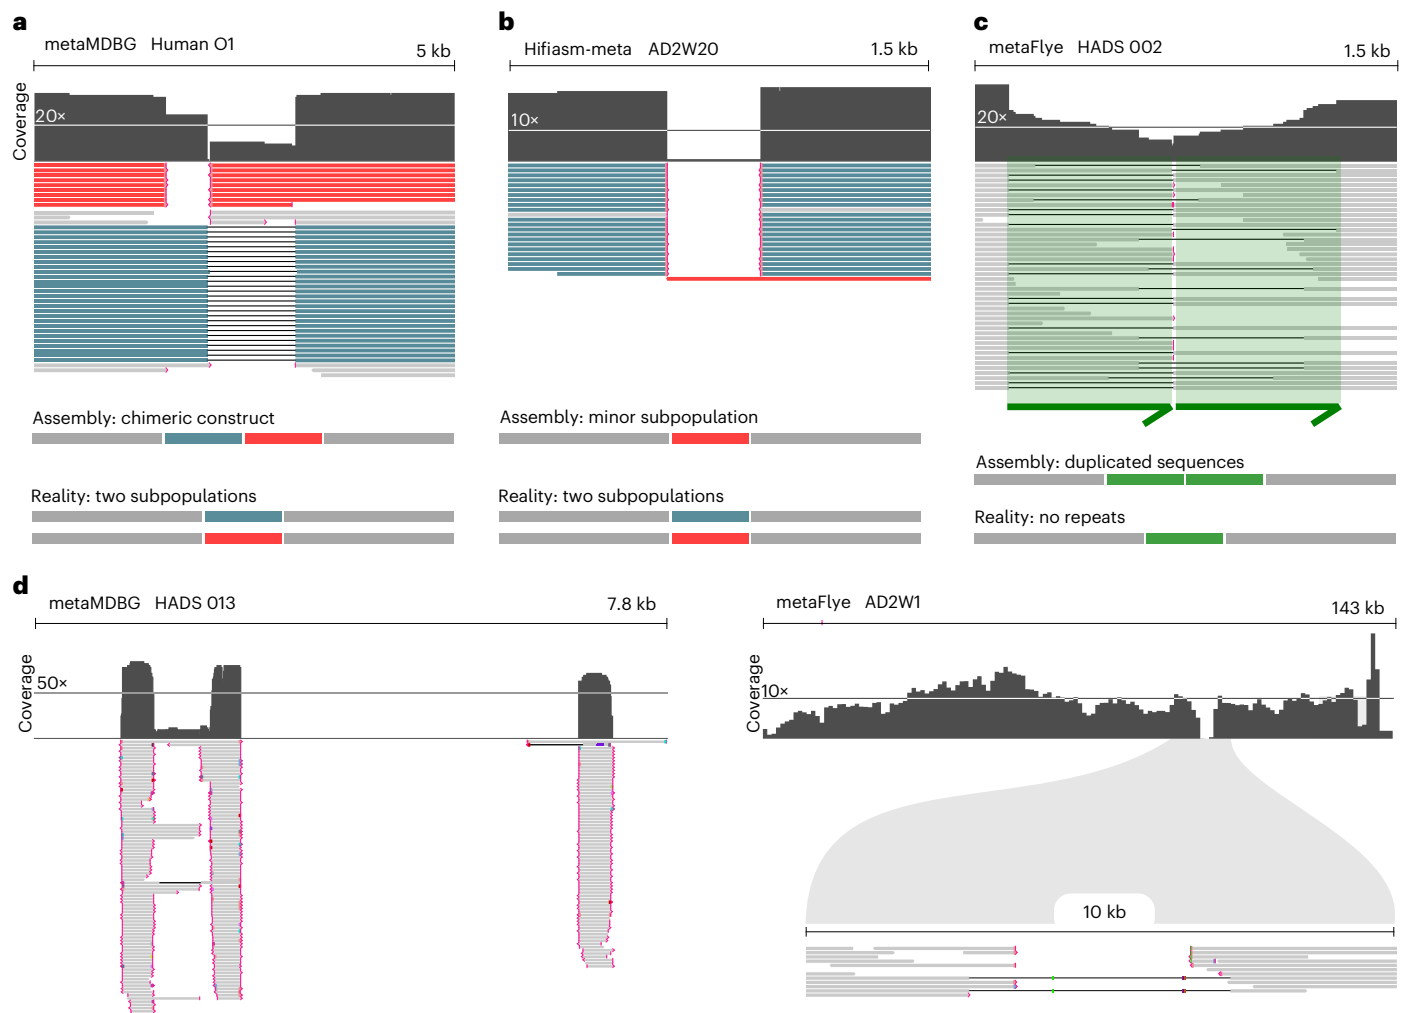 a
metaMDBG Human O1
5 kb
Coverage
20×
Assembly: chimeric construct
Reality: two subpopulations
b
Hifiasm-meta AD2W20
1.5 kb
10×
Assembly: minor subpopulation
Reality: two subpopulations
c
metaFlye HADS 002
1.5 kb
20×
Assembly: duplicated sequences
Reality: no repeats
d
metaMDBG HADS 013
7.8 kb
Coverage
50×
metaFlye AD2W1
143 kb
Coverage
10×
10 kb